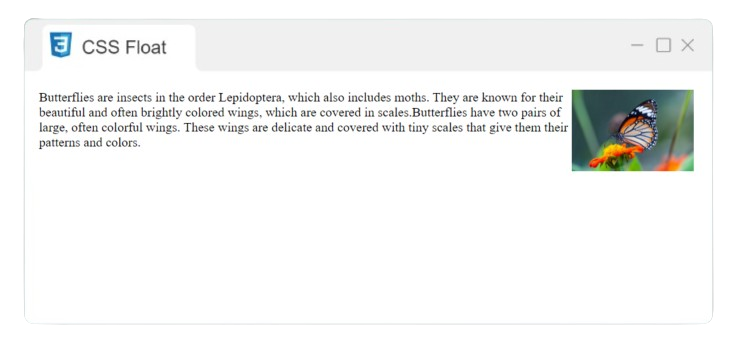 CSS Float
Butterflies are insects in the order Lepidoptera, which also includes moths. They are known for their
beautiful and often brightly colored wings, which are covered in scales.Butterflies have two pairs of
large, often colorful wings. These wings are delicate and covered with tiny scales that give them their
patterns and colors.